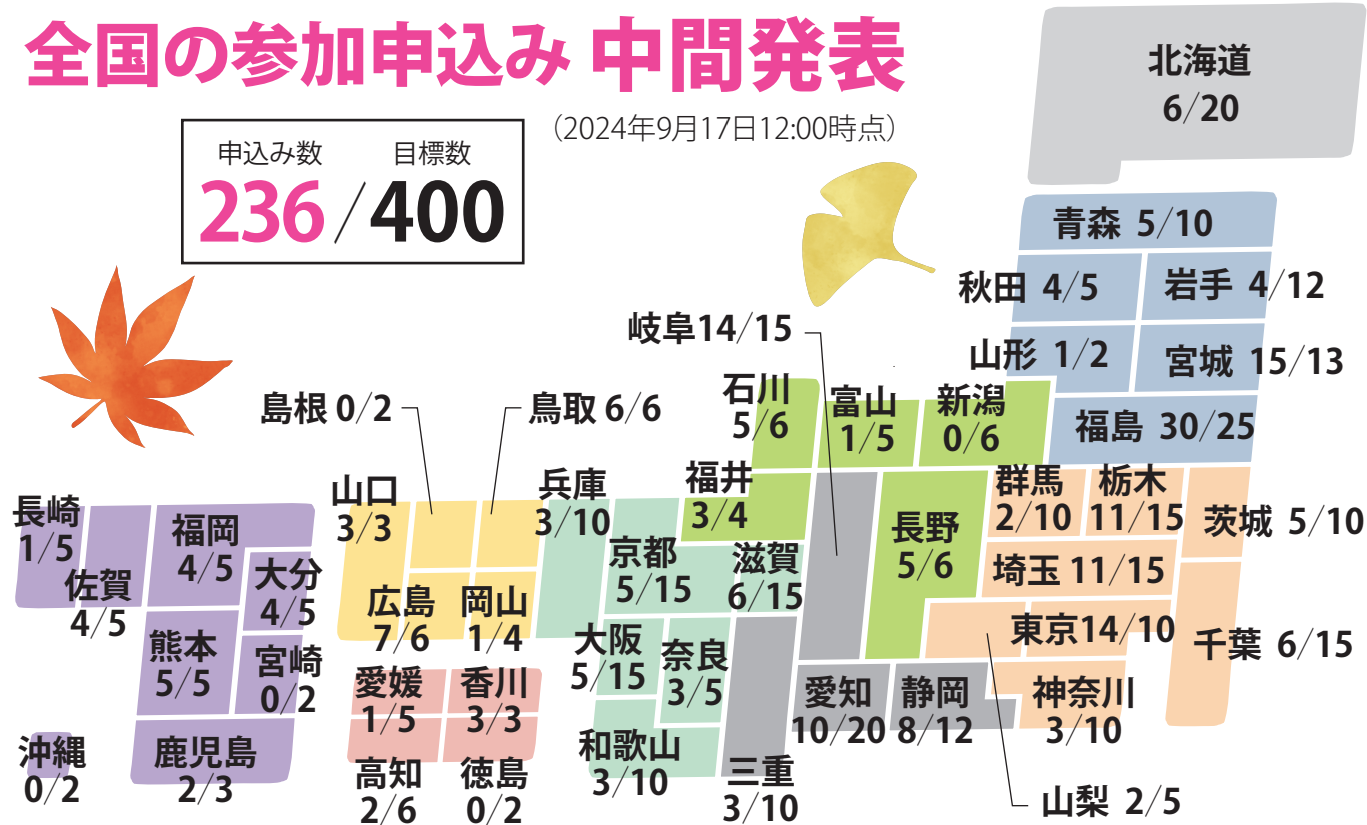 全国の参加申込み 中間発表
（2024年9月17日12:00時点）
申込み数 目標数
236/400
北海道
6/20
青森 5/10
秋田 4/5
岩手 4/12
山形 1/2
宮城 15/13
福島 30/25
岐阜14/15
石川
5/6
富山
1/5
新潟
0/6
福井
3/4
長野
5/6
群馬
2/10
栃木
11/15
茨城 5/10
埼玉 11/15
東京14/10
千葉 6/15
神奈川
3/10
山梨 2/5
愛知
10/20
静岡
8/12
三重
3/10
島根 0/2
鳥取 6/6
山口
3/3
広島
7/6
岡山
1/4
兵庫
3/10
京都
5/15
滋賀
6/15
大阪
5/15
奈良
3/5
和歌山
3/10
愛媛
1/5
香川
3/3
高知
2/6
徳島
0/2
長崎
1/5
佐賀
4/5
福岡
4/5
大分
4/5
熊本
5/5
宮崎
0/2
鹿児島
2/3
沖縄
0/2